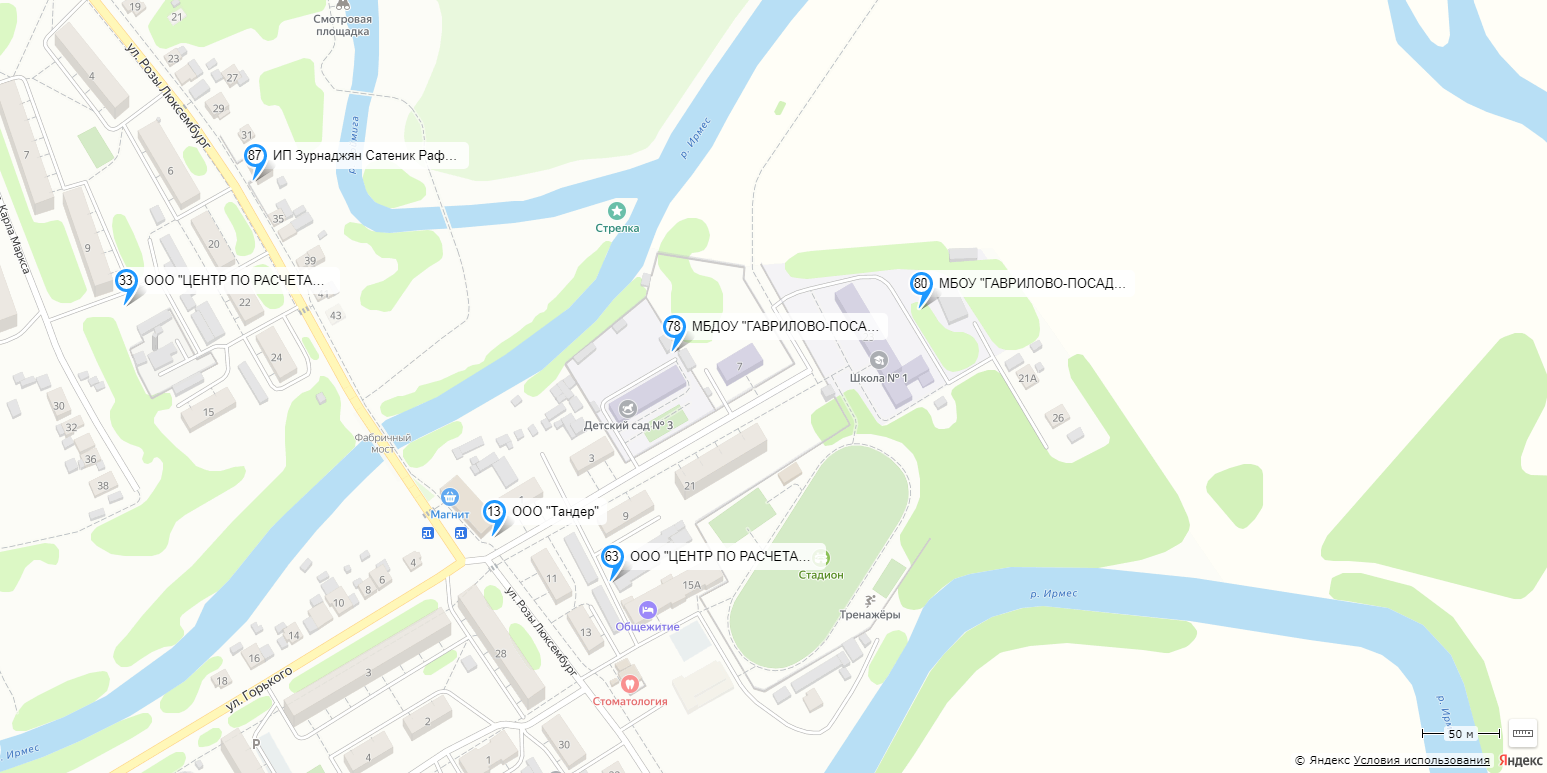 19
21
Смотровая
площадка
4
23
27
ул. Розы Люксембург
29
31
7
6
87 ИП Зурнаджян Сатеник Раф...
р. Ирмес
Стрелка
35
20
9
Карла Маркса
39
33 ООО "ЦЕНТР ПО РАСЧЕТА...
80 МБОУ "ГАВРИЛОВО-ПОСАД...
22
43
78 МБДОУ "ГАВРИЛОВО-ПОСА...
24
7
Школа № 1
21А
30
15
32
Детский сад № 3
26
Фабричный
мост
36
3
38
21
Магнит
13 ООО "Тандер"
9
63 ООО "ЦЕНТР ПО РАСЧЕТА...
4
6
8
10
11
15А
Стадион
р. Ирмес
Тренажёры
ул. Розы Люксембург
Общежитие
14
13
16
28
3
18
ул. Горького
Стоматология
2
р. Ирмес
Ирмес
P
4
30
50 м
© Яндекс Условия использования Яндекс